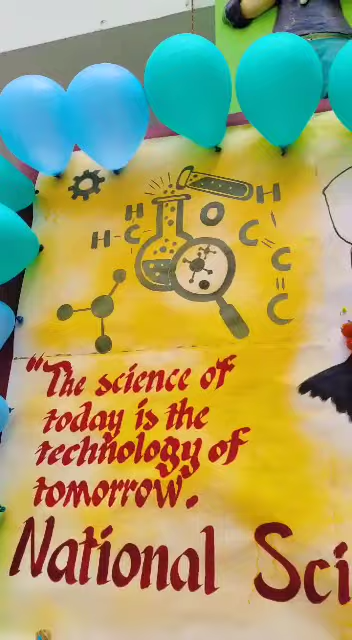 H
H
O
H-C
C
C
C
"The science of
today is the
technology of
tomorrow".
National Sci